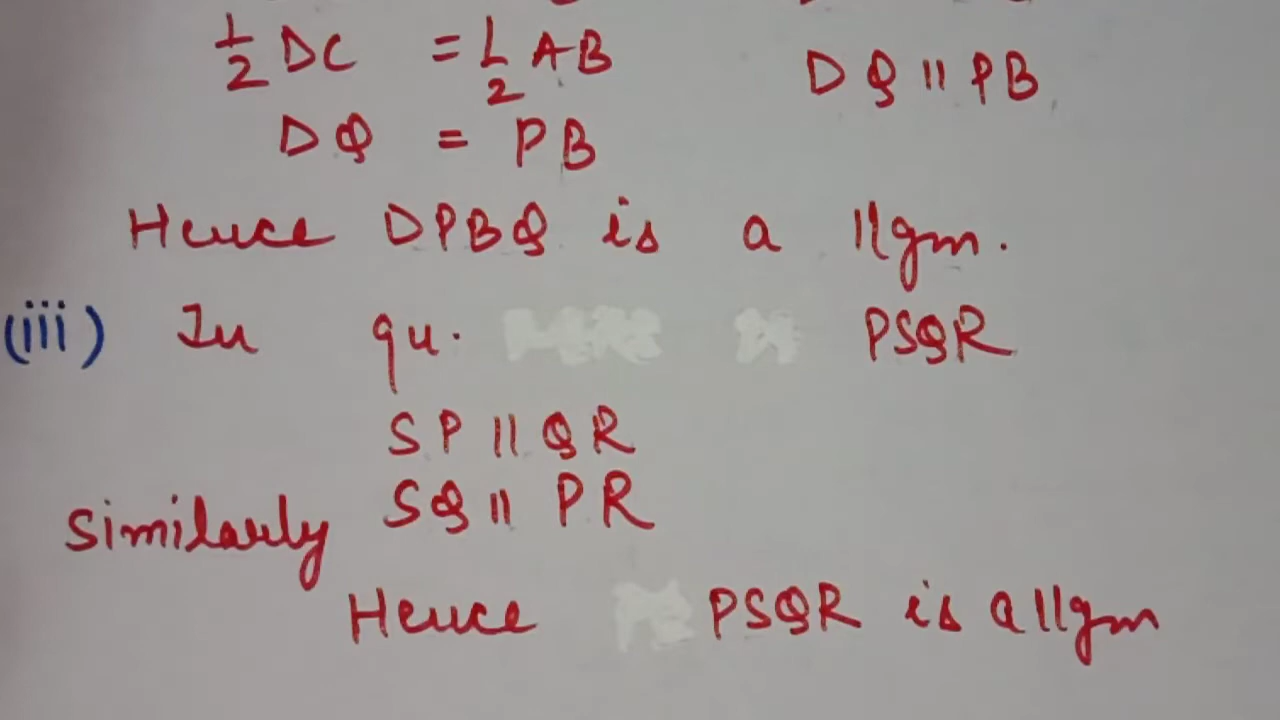 1/2 DC = 1/2 AB DQ || PB
DQ = PB
Hence DPBQ is a ||gm.
(iii) In qu. PSQR
SP || QR
Similarly SQ || PR
Hence PSQR is a ||gm